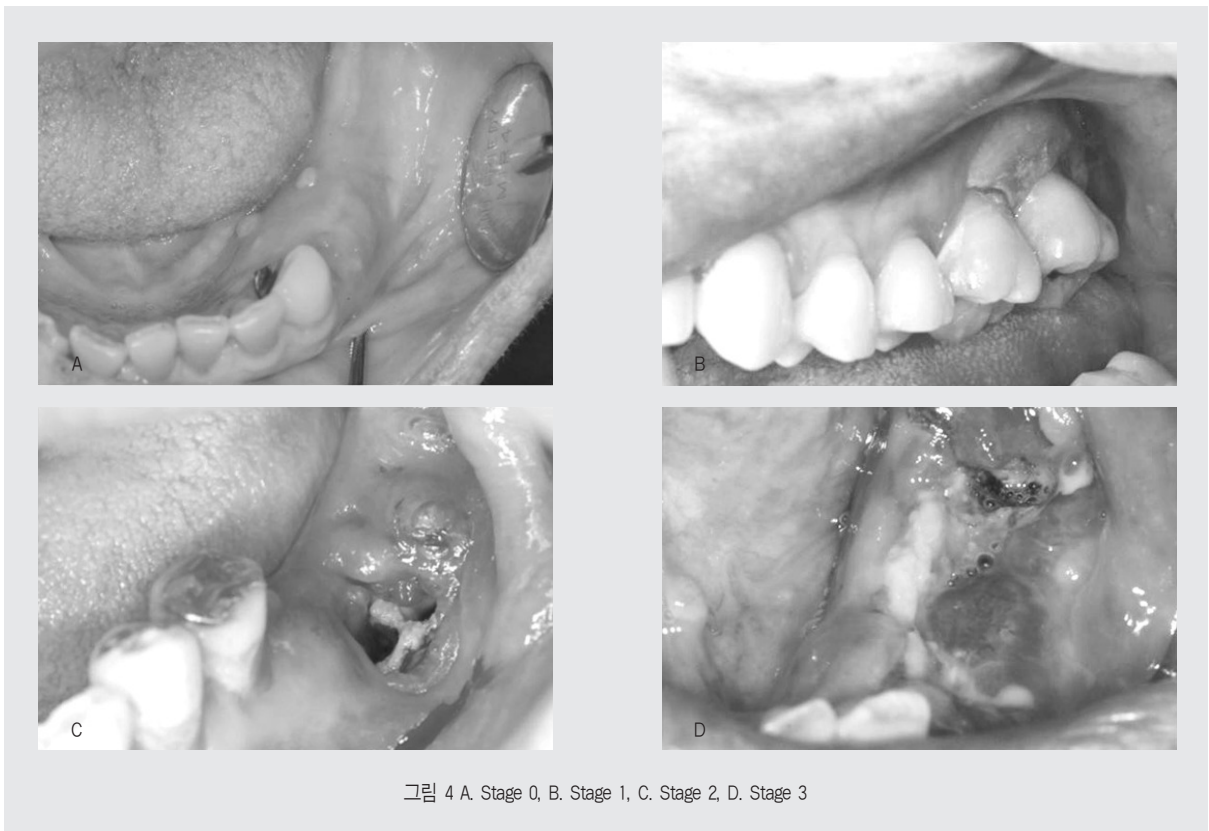 A
B
C
D
그림 4 A. Stage 0, B. Stage 1, C. Stage 2, D. Stage 3